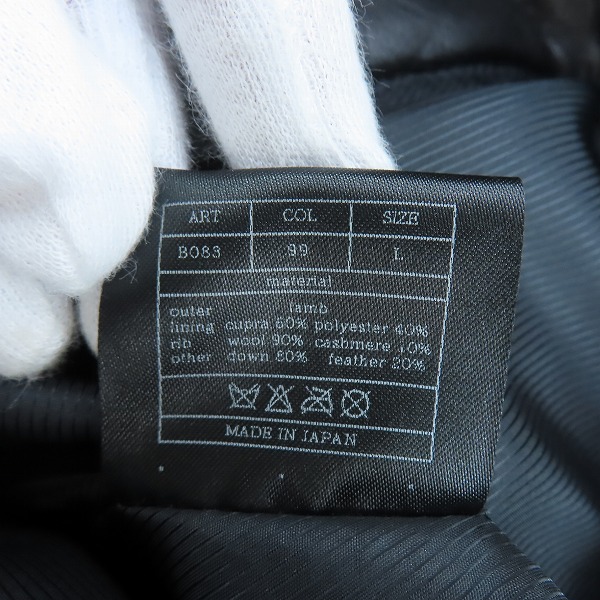 ART COL SIZE
B083 99 L
material
outer lamb
lining cupra 60% polyester 40%
rib wool 90% cashmere 10%
other down 80% feather 20%
MADE IN JAPAN